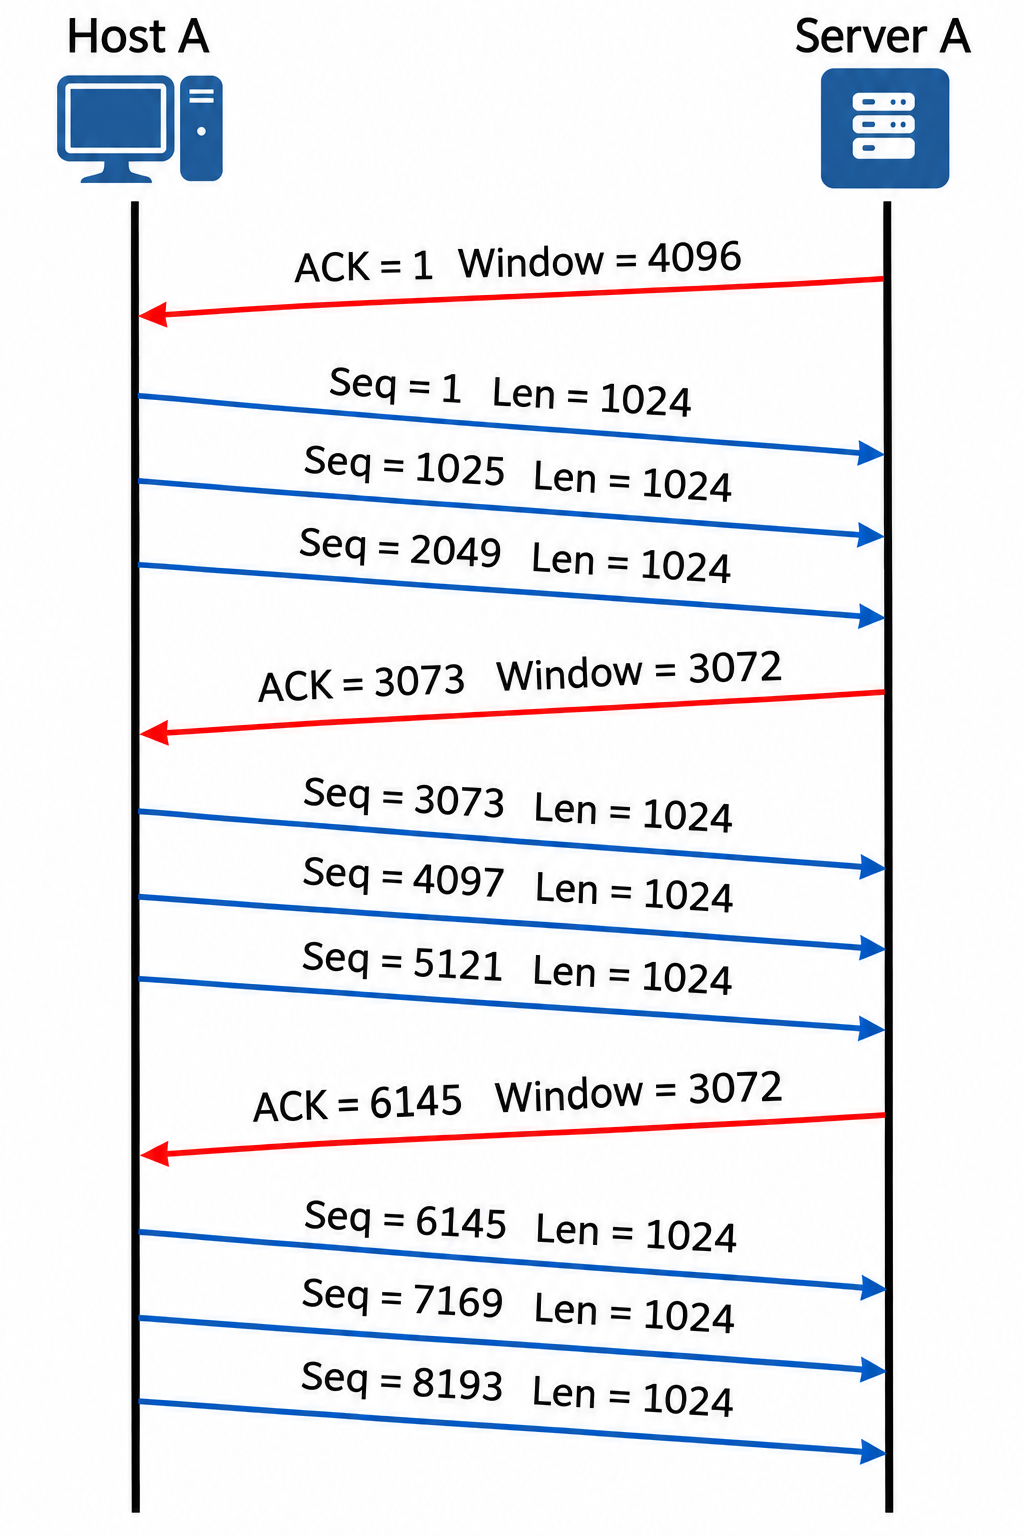 Host A
Server A
ACK = 1 Window = 4096
Seq = 1 Len = 1024
Seq = 1025 Len = 1024
Seq = 2049 Len = 1024
ACK = 3073 Window = 3072
Seq = 3073 Len = 1024
Seq = 4097 Len = 1024
Seq = 5121 Len = 1024
ACK = 6145 Window = 3072
Seq = 6145 Len = 1024
Seq = 7169 Len = 1024
Seq = 8193 Len = 1024